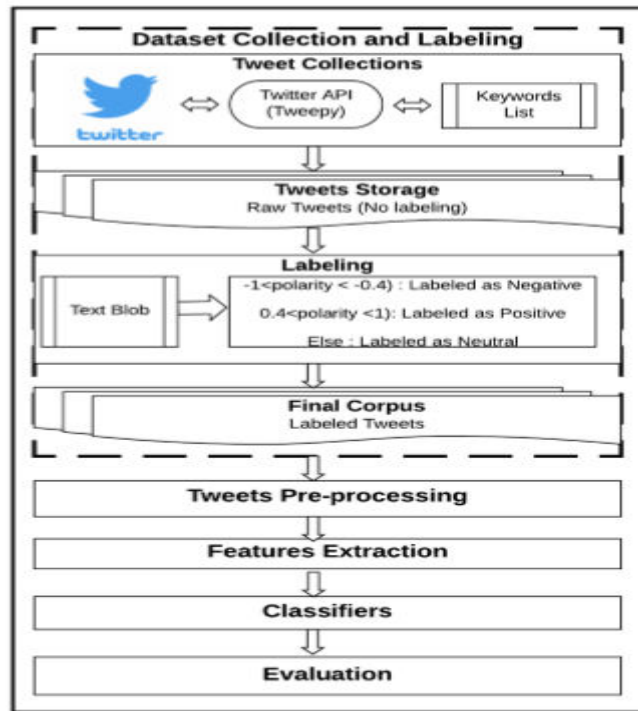 Dataset Collection and Labeling
Tweet Collections
twitter
Twitter API
(Tweepy)
Keywords
List
Tweets Storage
Raw Tweets (No labeling)
Labeling
Text Blob
-1<polarity < -0.4) : Labeled as Negative
0.4<polarity <1): Labeled as Positive
Else : Labeled as Neutral
Final Corpus
Labeled Tweets
Tweets Pre-processing
Features Extraction
Classifiers
Evaluation